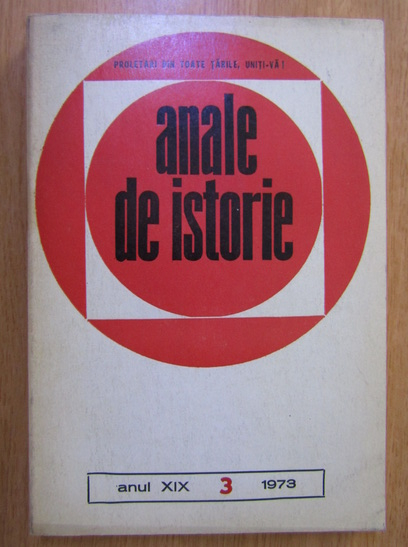 PROLETARI DIN TOATE ȚĂRILE, UNIȚI-VĂ!
anale
de istorie
anul XIX 3 1973